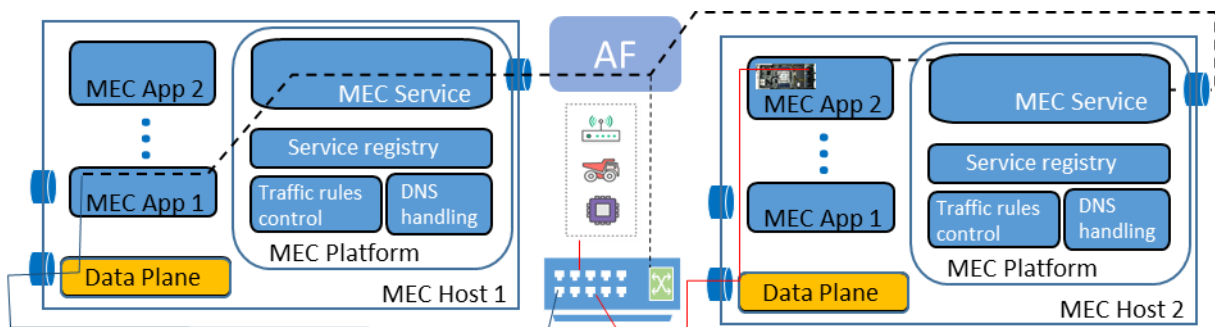 MEC App 2
MEC Service
Service registry
MEC App 1
Traffic rules
control
DNS
handling
MEC Platform
Data Plane
MEC Host 1
AF
MEC App 2
MEC Service
Service registry
MEC App 1
Traffic rules
control
DNS
handling
MEC Platform
Data Plane
MEC Host 2